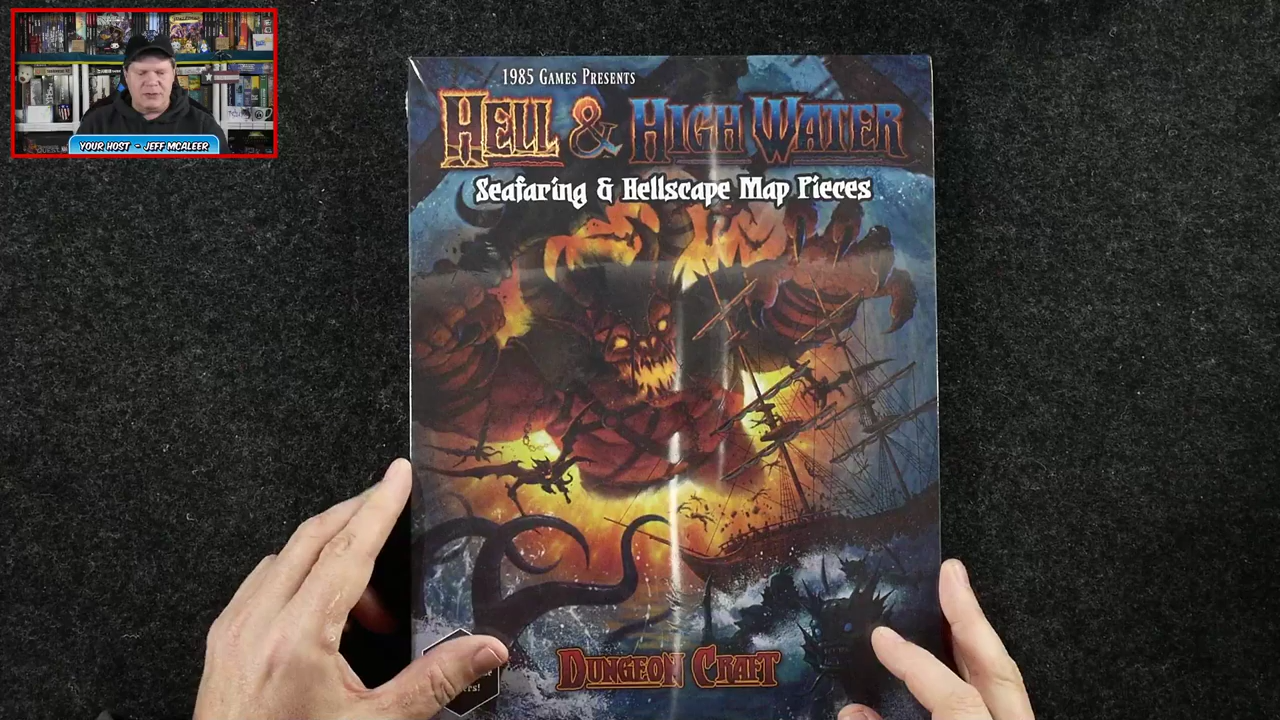 YOUR HOST - JEFF MCALEER
1985 Games Presents
Hell & High Water
Seafaring & Hellscape Map Pieces
Dungeon Craft